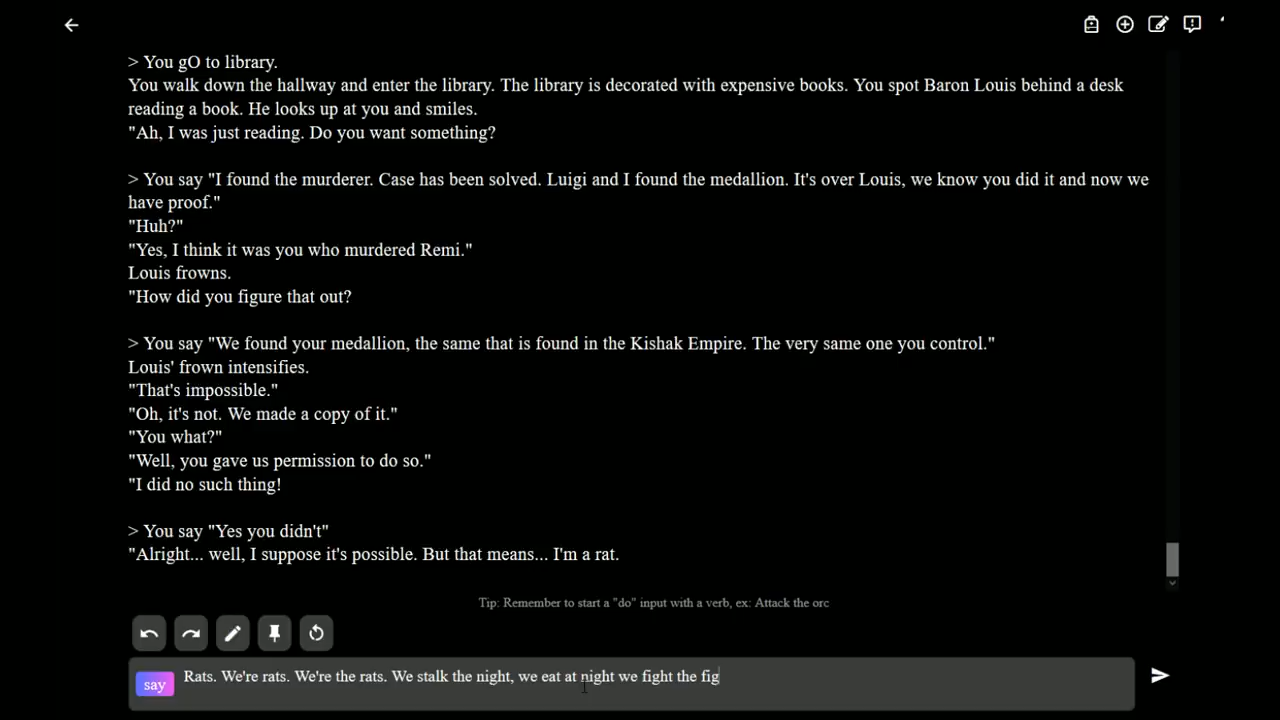 > You gO to library.
You walk down the hallway and enter the library. The library is decorated with expensive books. You spot Baron Louis behind a desk
reading a book. He looks up at you and smiles.
"Ah, I was just reading. Do you want something?
> You say "I found the murderer. Case has been solved. Luigi and I found the medallion. It's over Louis, we know you did it and now we
have proof."
"Huh?"
"Yes, I think it was you who murdered Remi."
Louis frowns.
"How did you figure that out?
> You say "We found your medallion, the same that is found in the Kishak Empire. The very same one you control."
Louis' frown intensifies.
"That's impossible."
"Oh, it's not. We made a copy of it."
"You what?"
"Well, you gave us permission to do so."
"I did no such thing!
> You say "Yes you didn't"
"Alright... well, I suppose it's possible. But that means... I'm a rat.
Tip: Remember to start a "do" input with a verb, ex: Attack the orc
say Rats. We're rats. We're the rats. We stalk the night, we eat at night we fight the fig